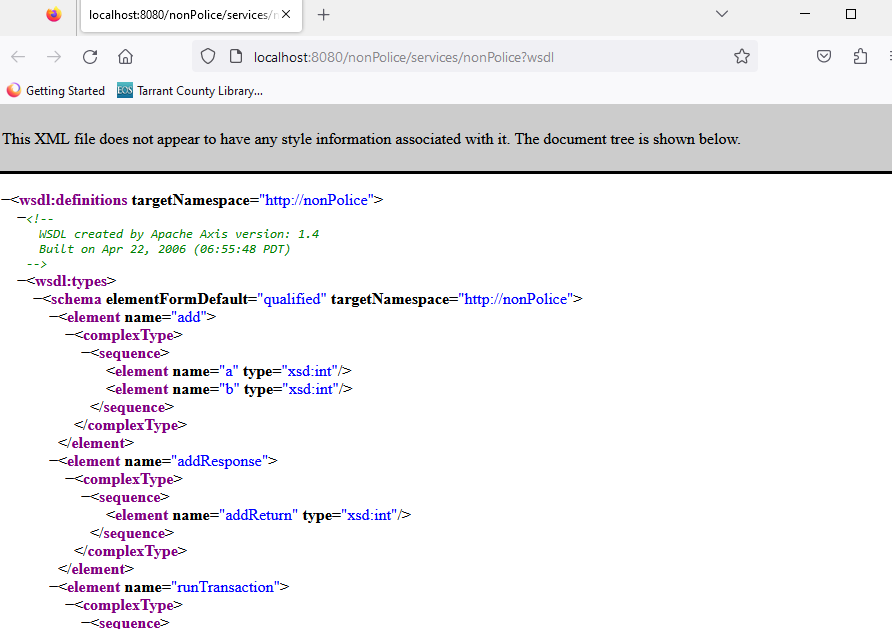 localhost:8080/nonPolice/services/n
localhost:8080/nonPolice/services/nonPolice?wsdl
Getting Started
EOS Tarrant County Library...
This XML file does not appear to have any style information associated with it. The document tree is shown below.
−<wsdl:definitions targetNamespace="http://nonPolice">
−<!--
WSDL created by Apache Axis version: 1.4
Built on Apr 22, 2006 (06:55:48 PDT)
-->
−<wsdl:types>
−<schema elementFormDefault="qualified" targetNamespace="http://nonPolice">
−<element name="add">
−<complexType>
−<sequence>
<element name="a" type="xsd:int"/>
<element name="b" type="xsd:int"/>
</sequence>
</complexType>
</element>
−<element name="addResponse">
−<complexType>
−<sequence>
<element name="addReturn" type="xsd:int"/>
</sequence>
</complexType>
</element>
−<element name="runTransaction">
−<complexType>
−<sequence>